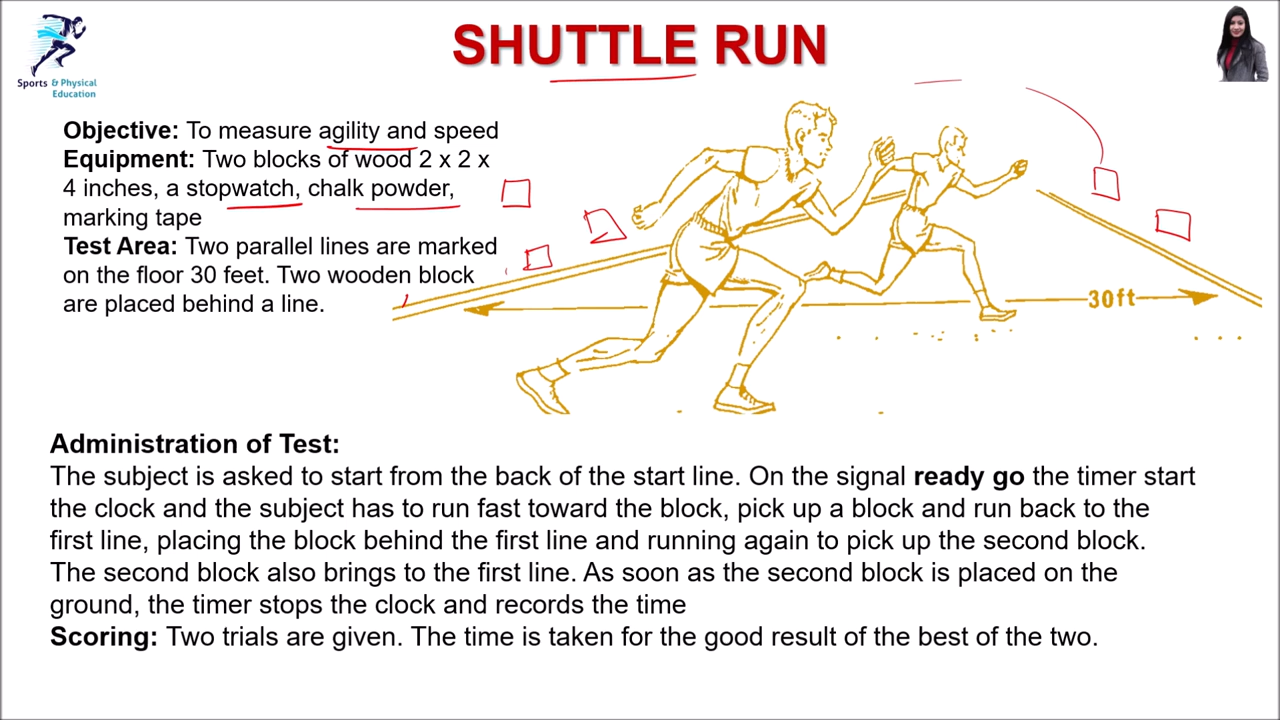 SHUTTLE RUN
Sports & Physical
Education
Objective: To measure agility and speed
Equipment: Two blocks of wood 2 x 2 x
4 inches, a stopwatch, chalk powder,
marking tape
Test Area: Two parallel lines are marked
on the floor 30 feet. Two wooden block
are placed behind a line.
30ft
Administration of Test:
The subject is asked to start from the back of the start line. On the signal ready go the timer start
the clock and the subject has to run fast toward the block, pick up a block and run back to the
first line, placing the block behind the first line and running again to pick up the second block.
The second block also brings to the first line. As soon as the second block is placed on the
ground, the timer stops the clock and records the time
Scoring: Two trials are given. The time is taken for the good result of the best of the two.